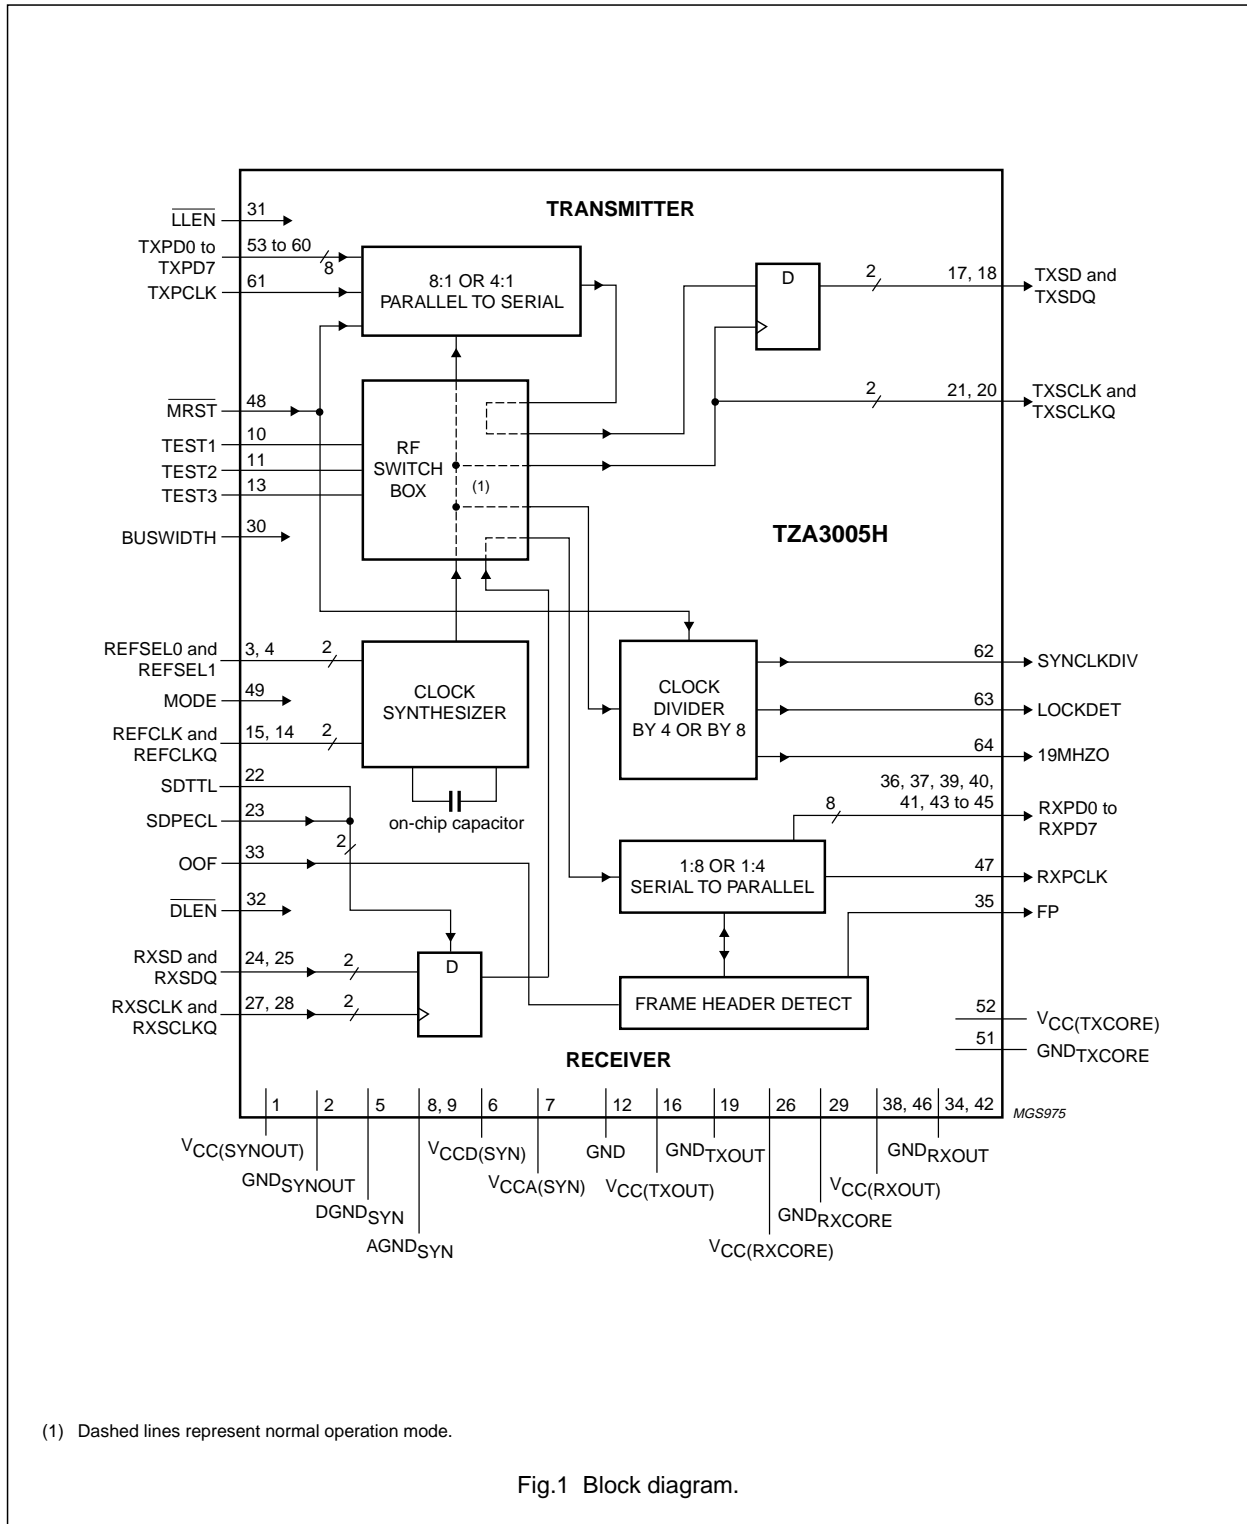 TRANSMITTER
LLEN
31
TXPD0 to
TXPD7
53 to 60
8
TXPCLK
61
8:1 OR 4:1
PARALLEL TO SERIAL
D
2
17, 18
TXSD and
TXSDQ
2
21, 20
TXSCLK and
TXSCLKQ
MRST
48
TEST1
10
TEST2
11
TEST3
13
RF
SWITCH
BOX
(1)
BUSWIDTH
30
TZA3005H
REFSEL0 and
REFSEL1
3, 4
2
MODE
49
REFCLK and
REFCLKQ
15, 14
2
CLOCK
SYNTHESIZER
on-chip capacitor
CLOCK
DIVIDER
BY 4 OR BY 8
62
SYNCLKDIV
63
LOCKDET
64
19MHZO
SDTTL
22
SDPECL
23
2
OOF
33
DLEN
32
36, 37, 39, 40,
41, 43 to 45
8
RXPD0 to
RXPD7
1:8 OR 1:4
SERIAL TO PARALLEL
47
RXPCLK
35
FP
RXSD and
RXSDQ
24, 25
2
RXSCLK and
RXSCLKQ
27, 28
2
D
FRAME HEADER DETECT
52
VCC(TXCORE)
51
GNDTXCORE
RECEIVER
1
2
5
8, 9
6
7
12
16
19
26
29
38, 46
34, 42
MGS975
VCC(SYNOUT)
GNDSYNOUT
DGNDSYN
AGNDSYN
VCCD(SYN)
VCCA(SYN)
GND
VCC(TXOUT)
GNDTXOUT
VCC(RXCORE)
GNDRXCORE
VCC(RXOUT)
GNDRXOUT
(1) Dashed lines represent normal operation mode.
Fig.1 Block diagram.